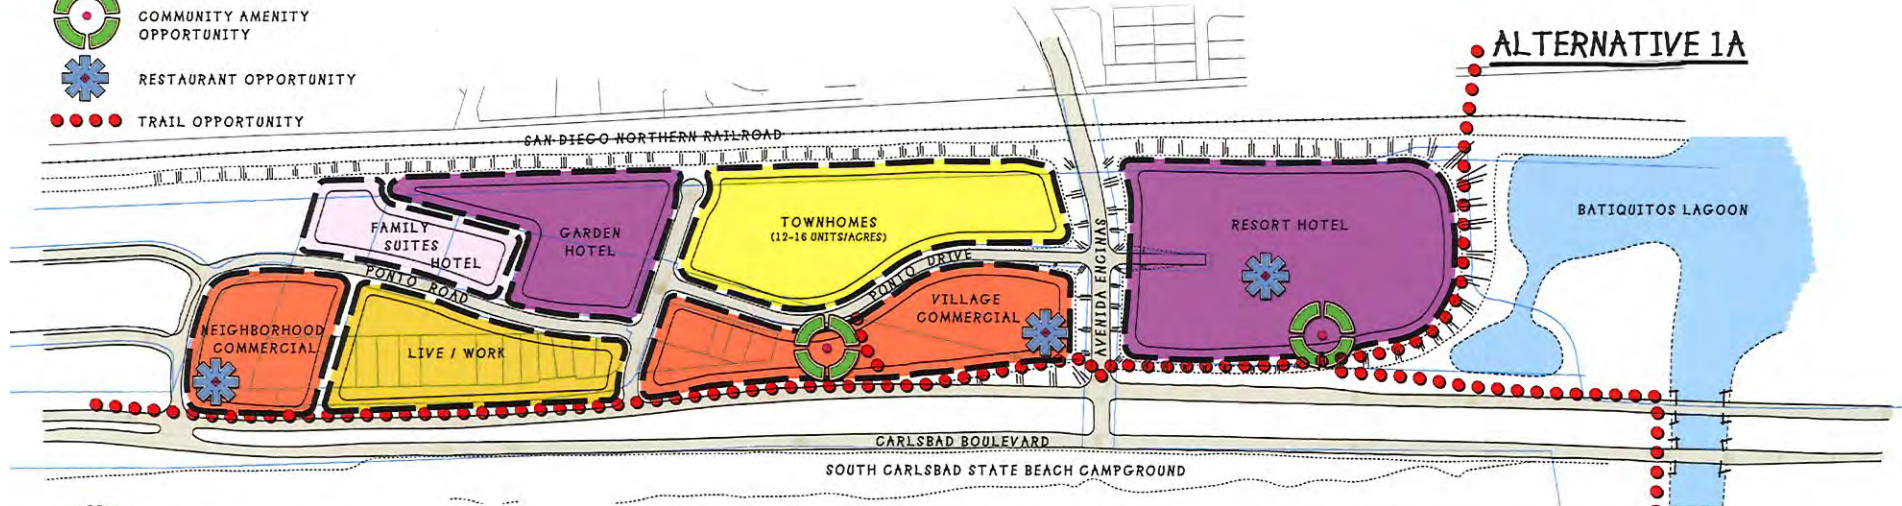 COMMUNITY AMENITY
OPPORTUNITY
RESTAURANT OPPORTUNITY
TRAIL OPPORTUNITY
ALTERNATIVE 1A
SAN DIEGO NORTHERN RAILROAD
FAMILY
SUITES
HOTEL
GARDEN
HOTEL
TOWNHOMES
(12-16 UNITS/ACRES)
RESORT HOTEL
BATIQUITOS LAGOON
PONTO ROAD
PONTO DRIVE
AVENIDA ENCINAS
NEIGHBORHOOD
COMMERCIAL
LIVE / WORK
VILLAGE
COMMERCIAL
CARLSBAD BOULEVARD
SOUTH CARLSBAD STATE BEACH CAMPGROUND